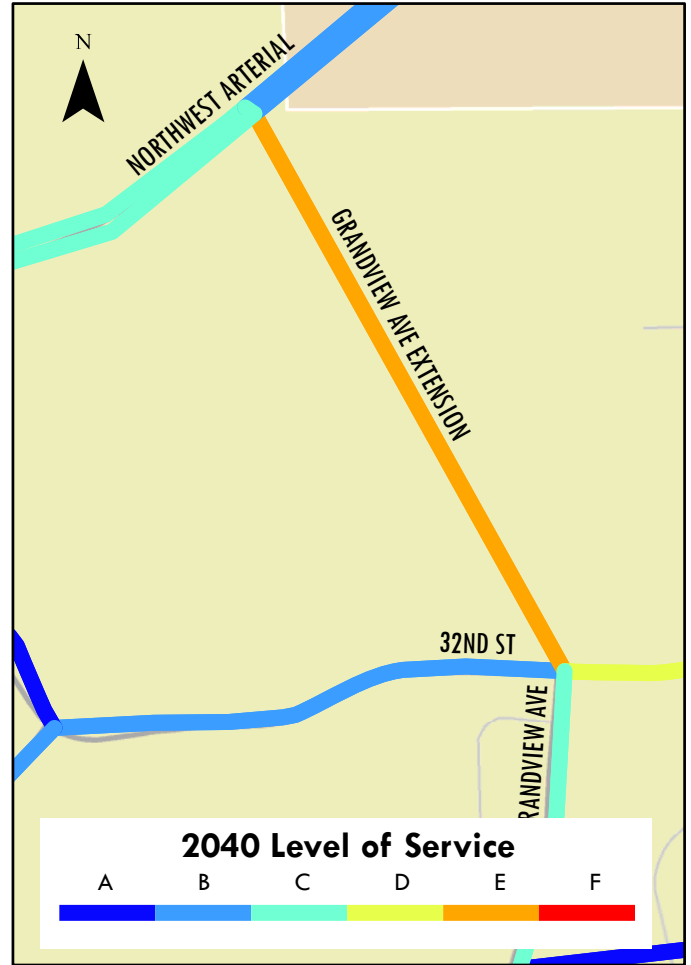 N
NORTHWEST ARTERIAL
GRANDVIEW AVE EXTENSION
32ND ST
RANDVIEW AVE
2040 Level of Service
A B C D E F